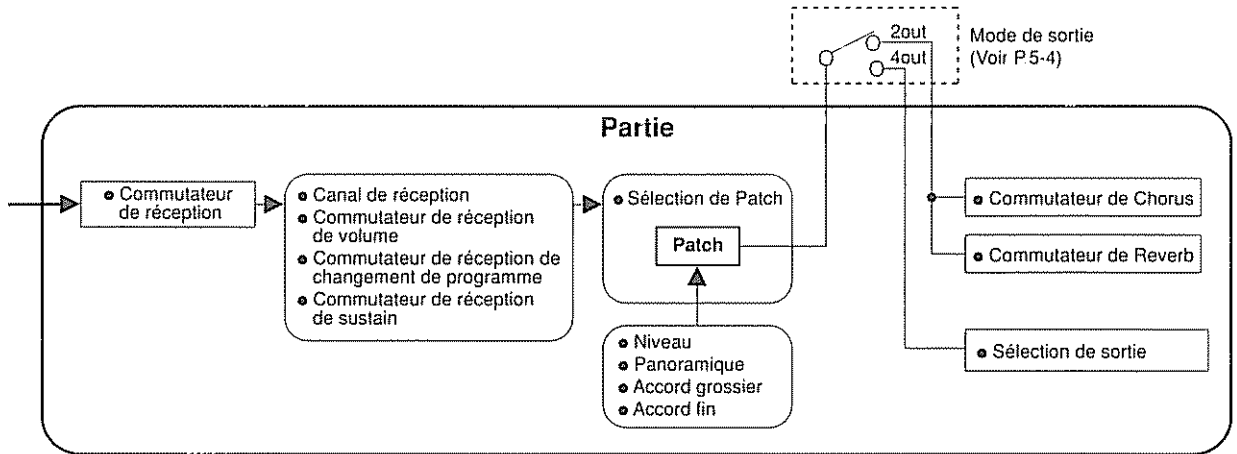 2out
4out
Mode de sortie
(Voir P.5-4)
Partie
• Commutateur
de réception
• Canal de réception
• Commutateur de réception
de volume
• Commutateur de réception de
changement de programme
• Commutateur de réception
de sustain
• Sélection de Patch
Patch
• Niveau
• Panoramique
• Accord grossier
• Accord fin
• Commutateur de Chorus
• Commutateur de Reverb
• Sélection de sortie